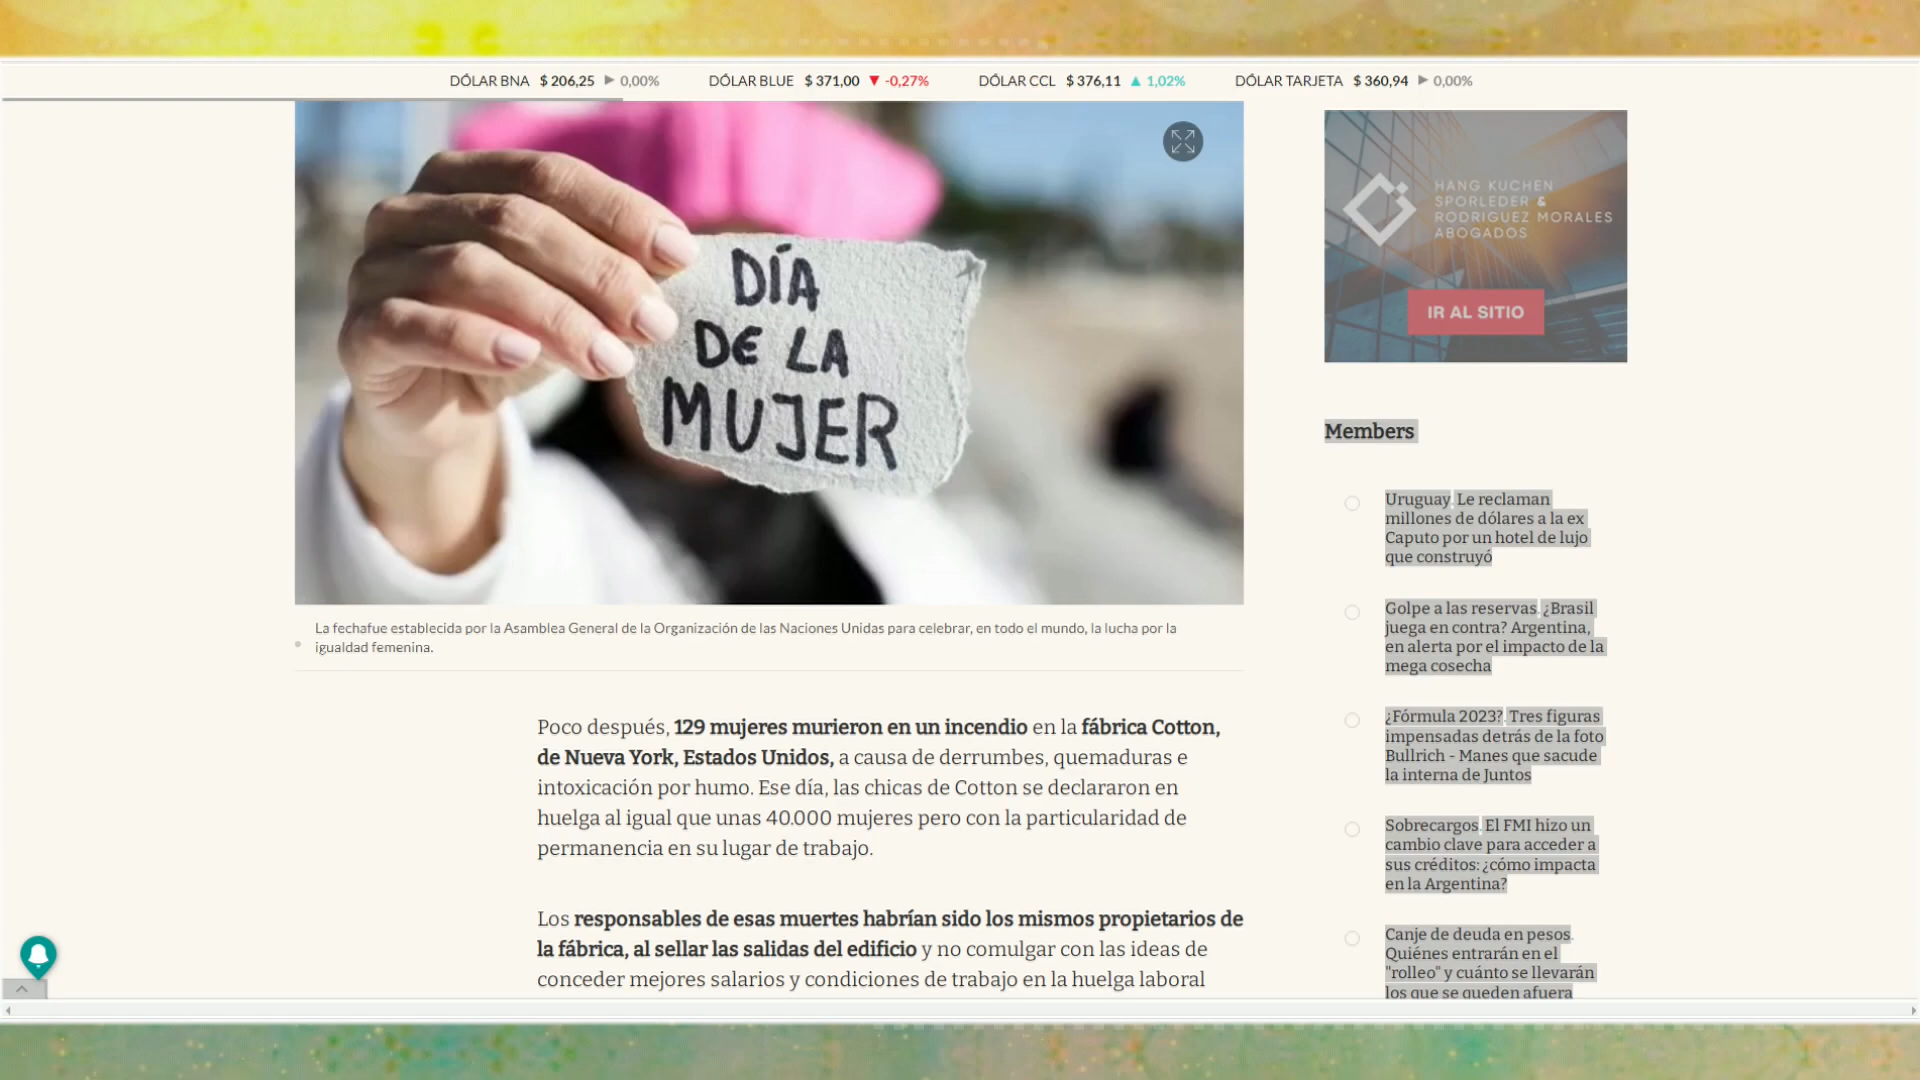 DÓLAR BNA $ 206,25 0,00% DÓLAR BLUE $ 371,00 -0,27% DÓLAR CCL $ 376,11 1,02% DÓLAR TARJETA $ 360,94 0,00%
DÍA
DE LA
MUJER
La fechafue establecida por la Asamblea General de la Organización de las Naciones Unidas para celebrar, en todo el mundo, la lucha por la
igualdad femenina.
Poco después, 129 mujeres murieron en un incendio en la fábrica Cotton,
de Nueva York, Estados Unidos, a causa de derrumbes, quemaduras e
intoxicación por humo. Ese día, las chicas de Cotton se declararon en
huelga al igual que unas 40.000 mujeres pero con la particularidad de
permanencia en su lugar de trabajo.
Los responsables de esas muertes habrían sido los mismos propietarios de
la fábrica, al sellar las salidas del edificio y no comulgar con las ideas de
conceder mejores salarios y condiciones de trabajo en la huelga laboral
HANG KUCHEN
SPORLEDER &
RODRIGUEZ MORALES
ABOGADOS
IR AL SITIO
Members
Uruguay. Le reclaman
millones de dólares a la ex
Caputo por un hotel de lujo
que construyó
Golpe a las reservas. ¿Brasil
juega en contra? Argentina,
en alerta por el impacto de la
mega cosecha
¿Fórmula 2023?. Tres figuras
impensadas detrás de la foto
Bullrich - Manes que sacude
la interna de Juntos
Sobrecargos. El FMI hizo un
cambio clave para acceder a
sus créditos: ¿cómo impacta
en la Argentina?
Canje de deuda en pesos.
Quiénes entrarán en el
"rolleo" y cuánto se llevarán
los que se queden afuera